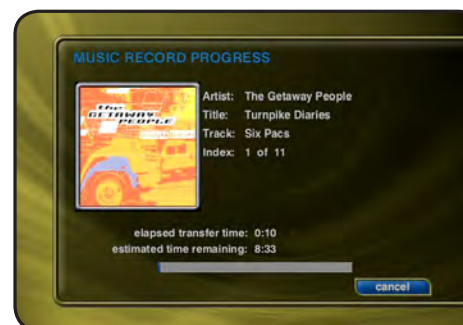 MUSIC RECORD PROGRESS
the
GETAWAY
PEOPLE
Artist: The Getaway People
Title: Turnpike Diaries
Track: Six Pacs
Index: 1 of 11
elapsed transfer time: 0:10
estimated time remaining: 8:33
cancel